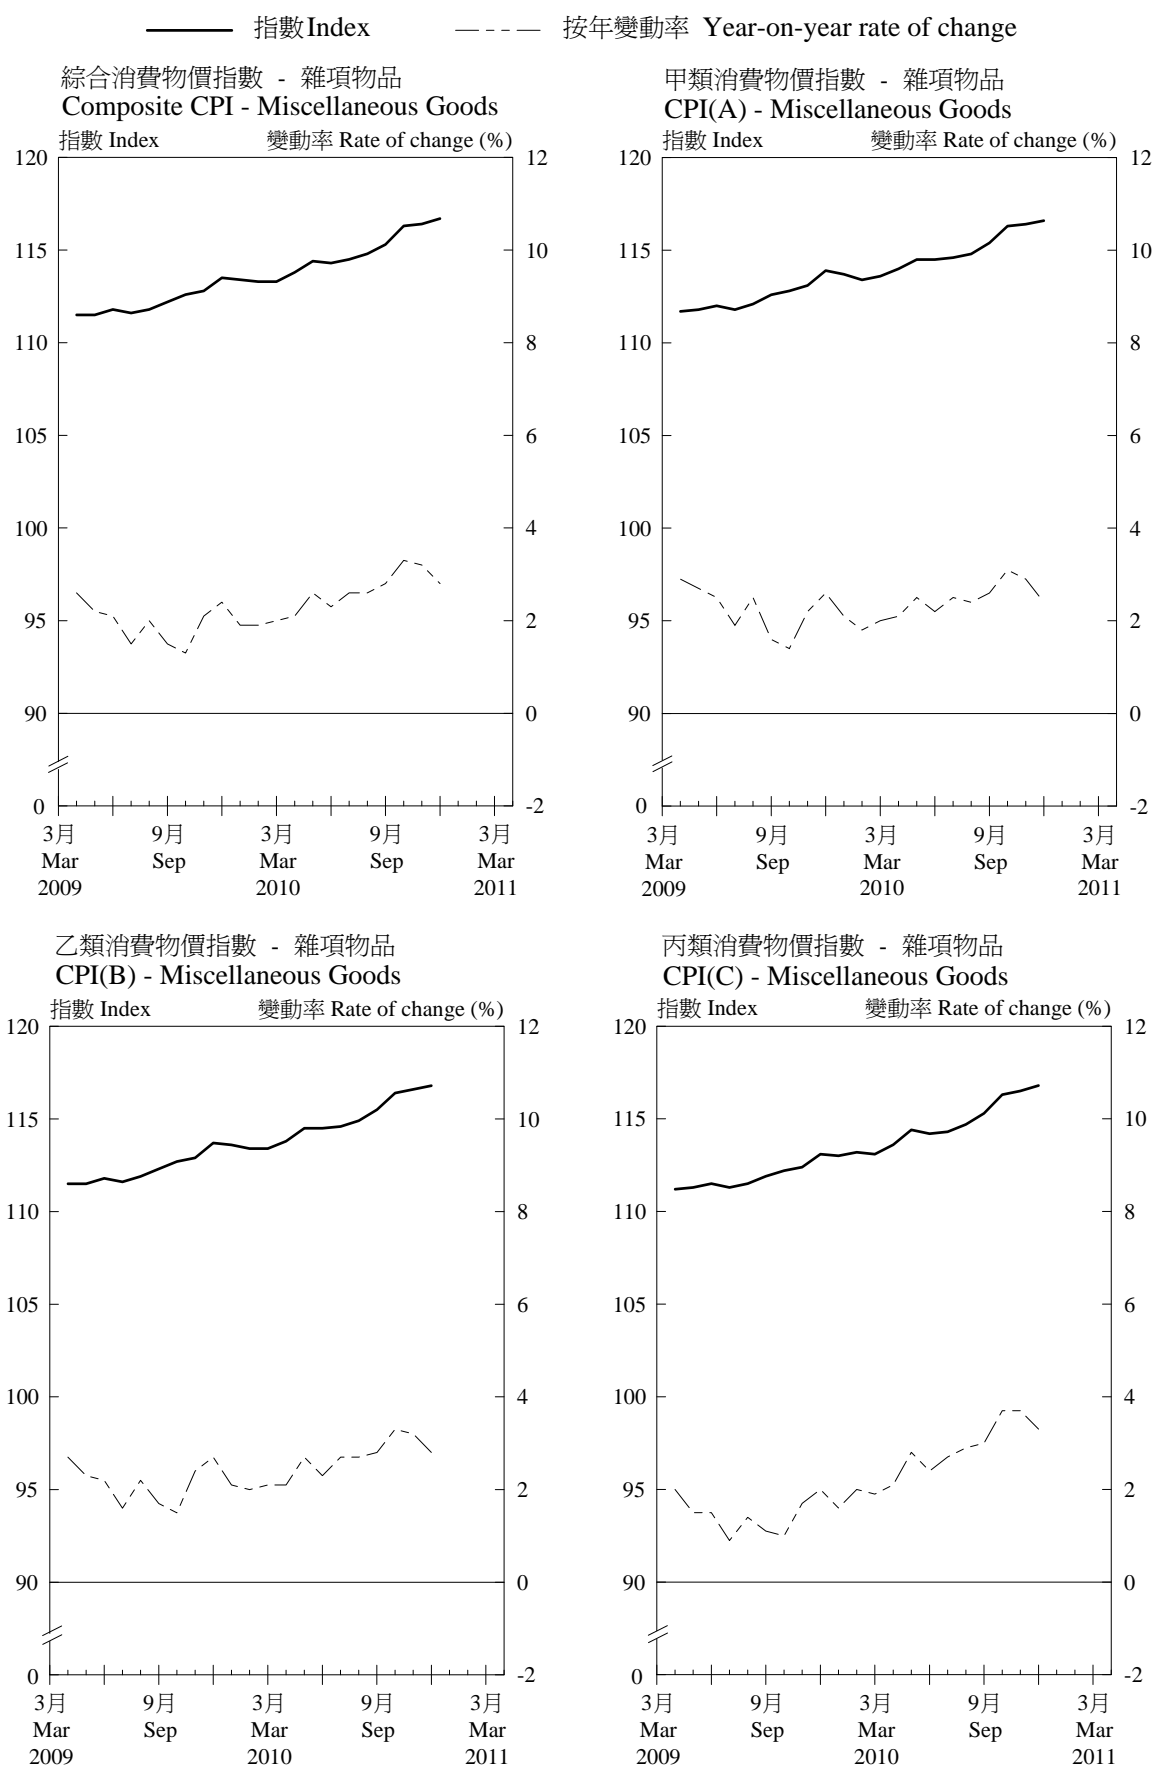 指數Index 按年變動率 Year-on-year rate of change
綜合消費物價指數 - 雜項物品
Composite CPI - Miscellaneous Goods
指數 Index 變動率 Rate of change (%)
120 12
115 10
110 8
105 6
100 4
95 2
90 0
0 -2
3月 9月 3月 9月 3月
Mar Sep Mar Sep Mar
2009 2010 2011
甲類消費物價指數 - 雜項物品
CPI(A) - Miscellaneous Goods
指數 Index 變動率 Rate of change (%)
120 12
115 10
110 8
105 6
100 4
95 2
90 0
0 -2
3月 9月 3月 9月 3月
Mar Sep Mar Sep Mar
2009 2010 2011
乙類消費物價指數 - 雜項物品
CPI(B) - Miscellaneous Goods
指數 Index 變動率 Rate of change (%)
120 12
115 10
110 8
105 6
100 4
95 2
90 0
0 -2
3月 9月 3月 9月 3月
Mar Sep Mar Sep Mar
2009 2010 2011
丙類消費物價指數 - 雜項物品
CPI(C) - Miscellaneous Goods
指數 Index 變動率 Rate of change (%)
120 12
115 10
110 8
105 6
100 4
95 2
90 0
0 -2
3月 9月 3月 9月 3月
Mar Sep Mar Sep Mar
2009 2010 2011